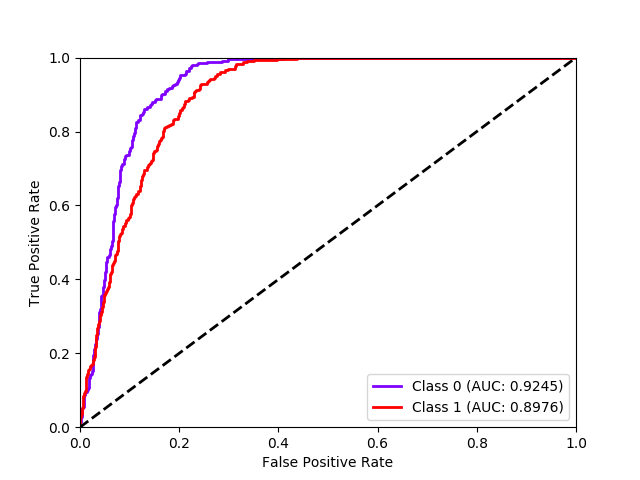 1.0
0.8
0.6
0.4
0.2
0.0
True Positive Rate
Class 0 (AUC: 0.9245)
Class 1 (AUC: 0.8976)
0.0 0.2 0.4 0.6 0.8 1.0
False Positive Rate